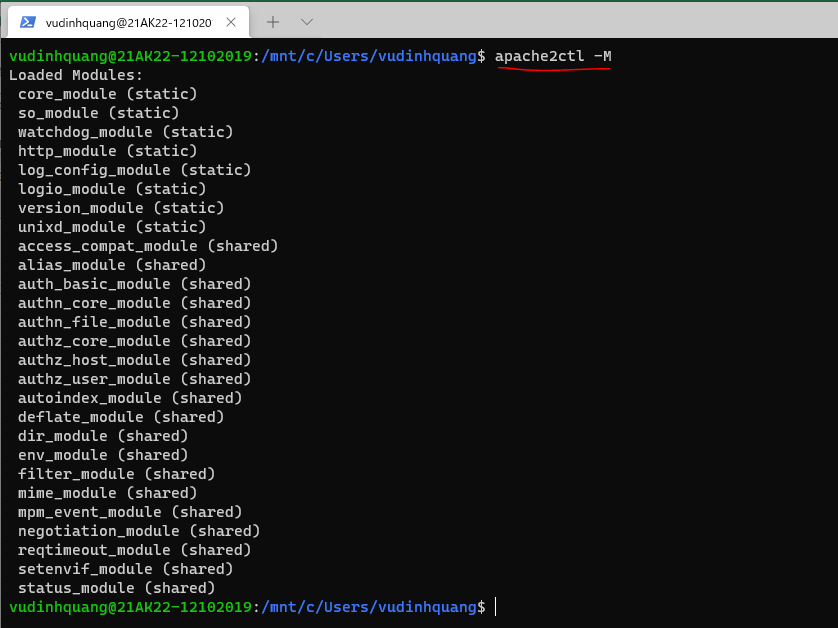 vudinhquang@21AK22-121020
vudinhquang@21AK22-12102019:/mnt/c/Users/vudinhquang$ apache2ctl -M
Loaded Modules:
 core_module (static)
 so_module (static)
 watchdog_module (static)
 http_module (static)
 log_config_module (static)
 logio_module (static)
 version_module (static)
 unixd_module (static)
 access_compat_module (shared)
 alias_module (shared)
 auth_basic_module (shared)
 authn_core_module (shared)
 authn_file_module (shared)
 authz_core_module (shared)
 authz_host_module (shared)
 authz_user_module (shared)
 autoindex_module (shared)
 deflate_module (shared)
 dir_module (shared)
 env_module (shared)
 filter_module (shared)
 mime_module (shared)
 mpm_event_module (shared)
 negotiation_module (shared)
 reqtimeout_module (shared)
 setenvif_module (shared)
 status_module (shared)
vudinhquang@21AK22-12102019:/mnt/c/Users/vudinhquang$